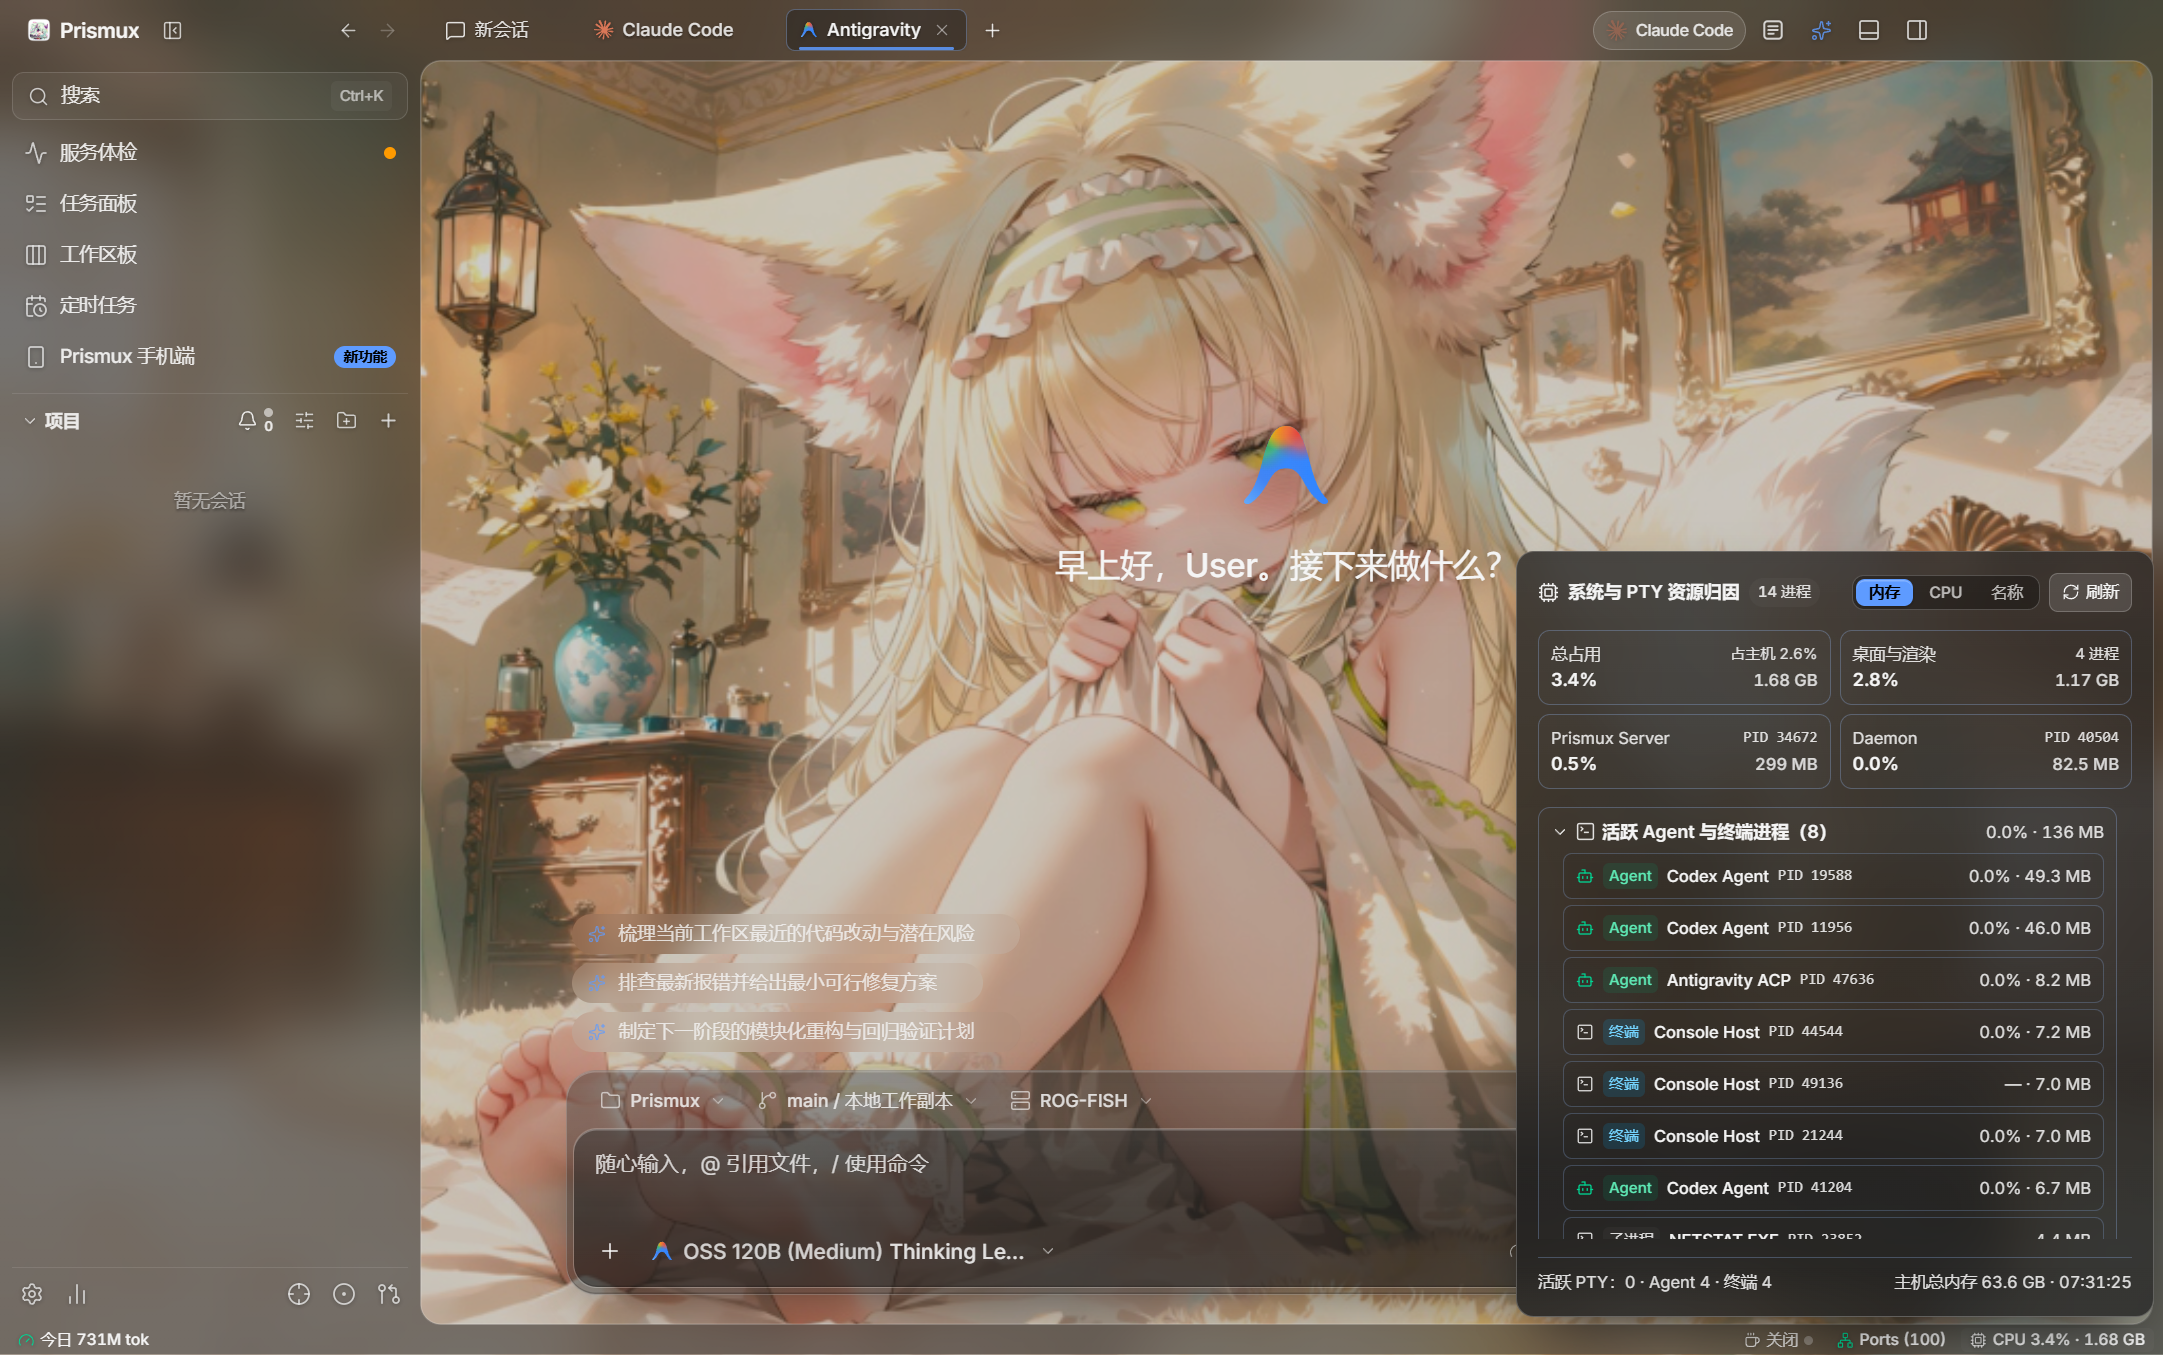 Prismux
新会话
Claude Code
Antigravity
Claude Code
搜索
Ctrl+K
服务体检
任务面板
工作区板
定时任务
Prismux 手机端
新功能
项目
0
暂无会话
早上好，User。接下来做什么？
梳理当前工作区最近的代码改动与潜在风险
排查最新报错并给出最小可行修复方案
制定下一阶段的模块化重构与回归验证计划
Prismux
main / 本地工作副本
ROG-FISH
随心输入，@ 引用文件，/ 使用命令
OSS 120B (Medium) Thinking Le...
系统与 PTY 资源归因
14 进程
内存
CPU
名称
刷新
总占用
占主机 2.6%
3.4%
1.68 GB
桌面与渲染
4 进程
2.8%
1.17 GB
Prismux Server
PID 34672
0.5%
299 MB
Daemon
PID 40504
0.0%
82.5 MB
活跃 Agent 与终端进程 (8)
0.0% · 136 MB
Agent Codex Agent PID 19588 0.0% · 49.3 MB
Agent Codex Agent PID 11956 0.0% · 46.0 MB
Agent Antigravity ACP PID 47636 0.0% · 8.2 MB
终端 Console Host PID 44544 0.0% · 7.2 MB
终端 Console Host PID 49136 — · 7.0 MB
终端 Console Host PID 21244 0.0% · 7.0 MB
Agent Codex Agent PID 41204 0.0% · 6.7 MB
子进程 NETSTAT.EXE PID 23852 4.4 MB
活跃 PTY：0 · Agent 4 · 终端 4
主机总内存 63.6 GB · 07:31:25
今日 731M tok
关闭
Ports (100)
CPU 3.4% · 1.68 GB